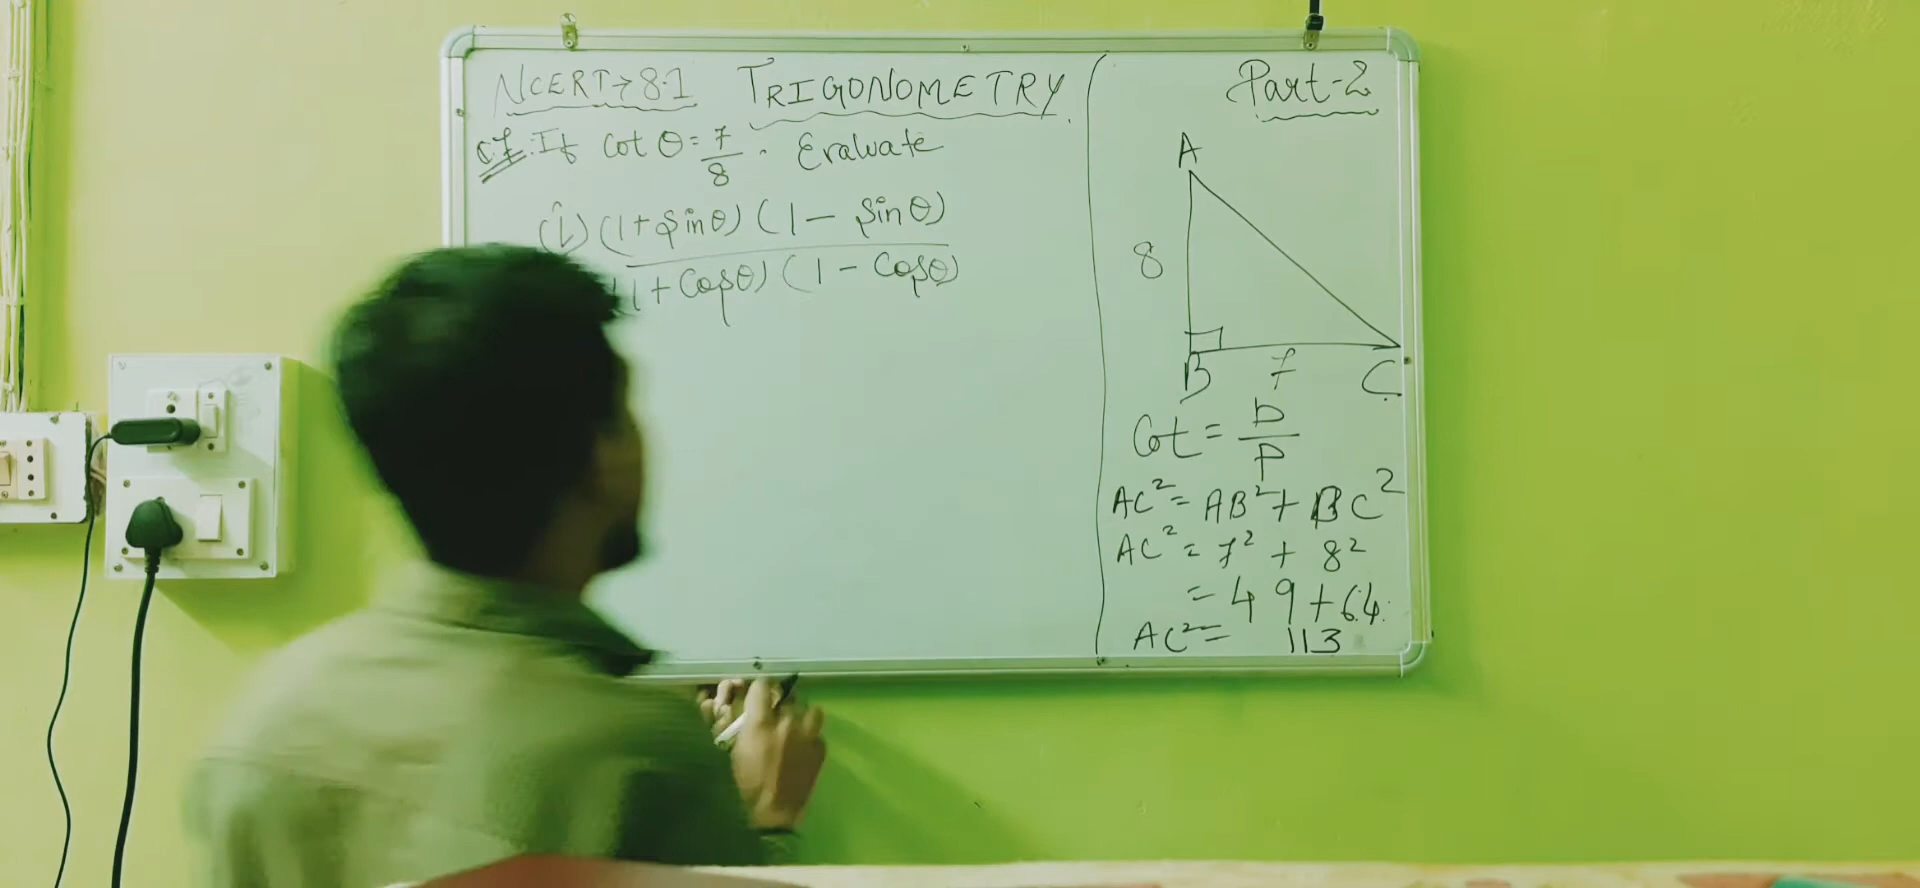 NCERT→8.1 TRIGONOMETRY
Q.7. If cot θ = 7/8. Evaluate
(i) (1+sinθ) (1 - sinθ)
(1 + Cosθ) (1 - Cosθ)
Part-2
A
8
B 7 C
Cot = b/P
AC² = AB² + BC²
AC² = 7² + 8²
= 49+64
AC² = 113